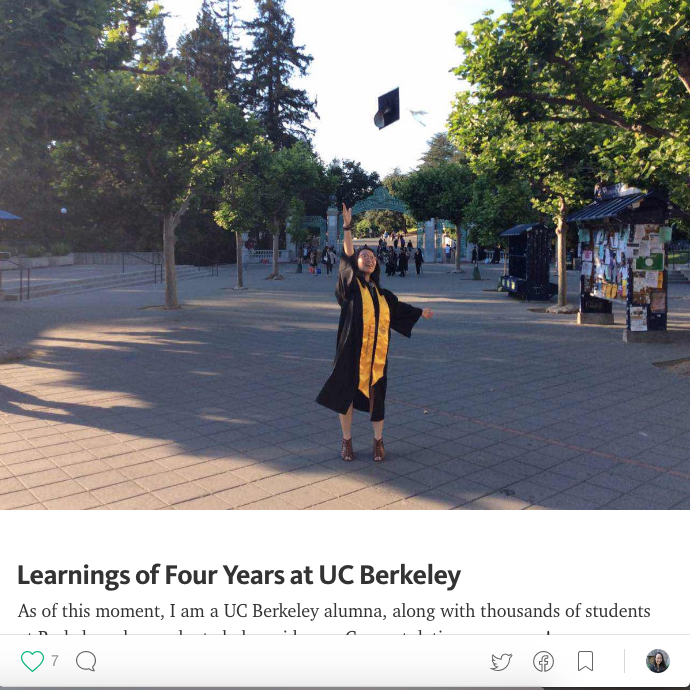 Learnings of Four Years at UC Berkeley
As of this moment, I am a UC Berkeley alumna, along with thousands of students
7